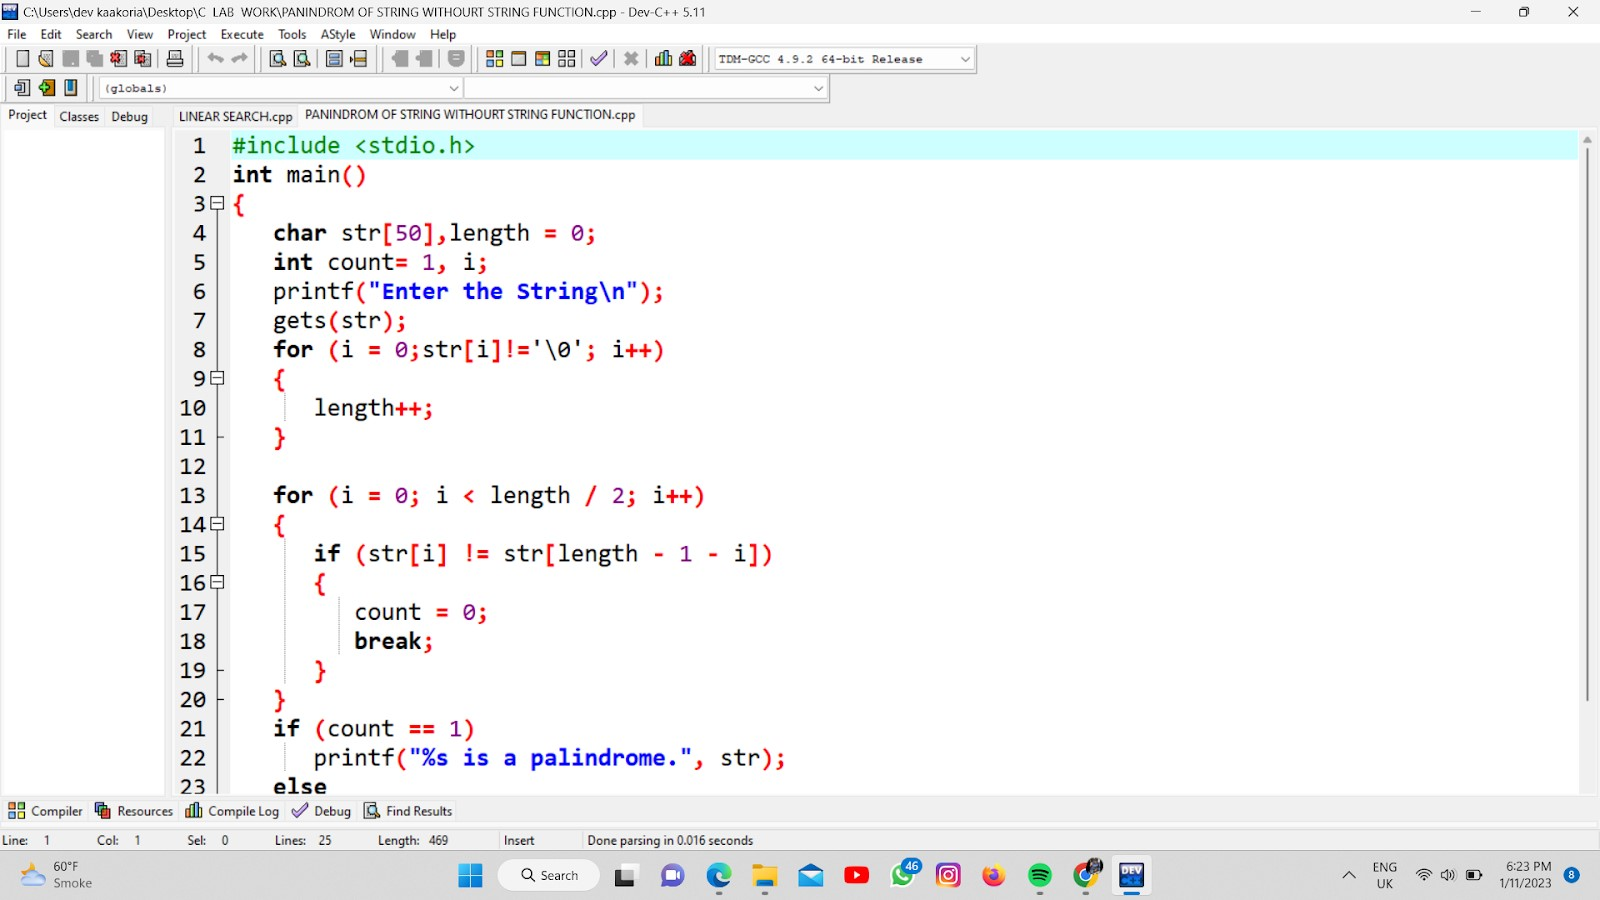 C:\Users\dev kaakoria\Desktop\C  LAB  WORK\PANINDROM OF STRING WITHOURT STRING FUNCTION.cpp - Dev-C++ 5.11
File Edit Search View Project Execute Tools AStyle Window Help
TDM-GCC 4.9.2 64-bit Release
(globals)
Project Classes Debug LINEAR SEARCH.cpp PANINDROM OF STRING WITHOURT STRING FUNCTION.cpp
1 #include <stdio.h>
2 int main()
3 {
4 char str[50],length = 0;
5 int count= 1, i;
6 printf("Enter the String\n");
7 gets(str);
8 for (i = 0;str[i]!='\0'; i++)
9 {
10 length++;
11 }
12
13 for (i = 0; i < length / 2; i++)
14 {
15 if (str[i] != str[length - 1 - i])
16 {
17 count = 0;
18 break;
19 }
20 }
21 if (count == 1)
22 printf("%s is a palindrome.", str);
23 else
Compiler Resources Compile Log Debug Find Results
Line: 1 Col: 1 Sel: 0 Lines: 25 Length: 469 Insert Done parsing in 0.016 seconds
60°F
Smoke
Search
46
DEV
ENG
UK
6:23 PM
1/11/2023
8